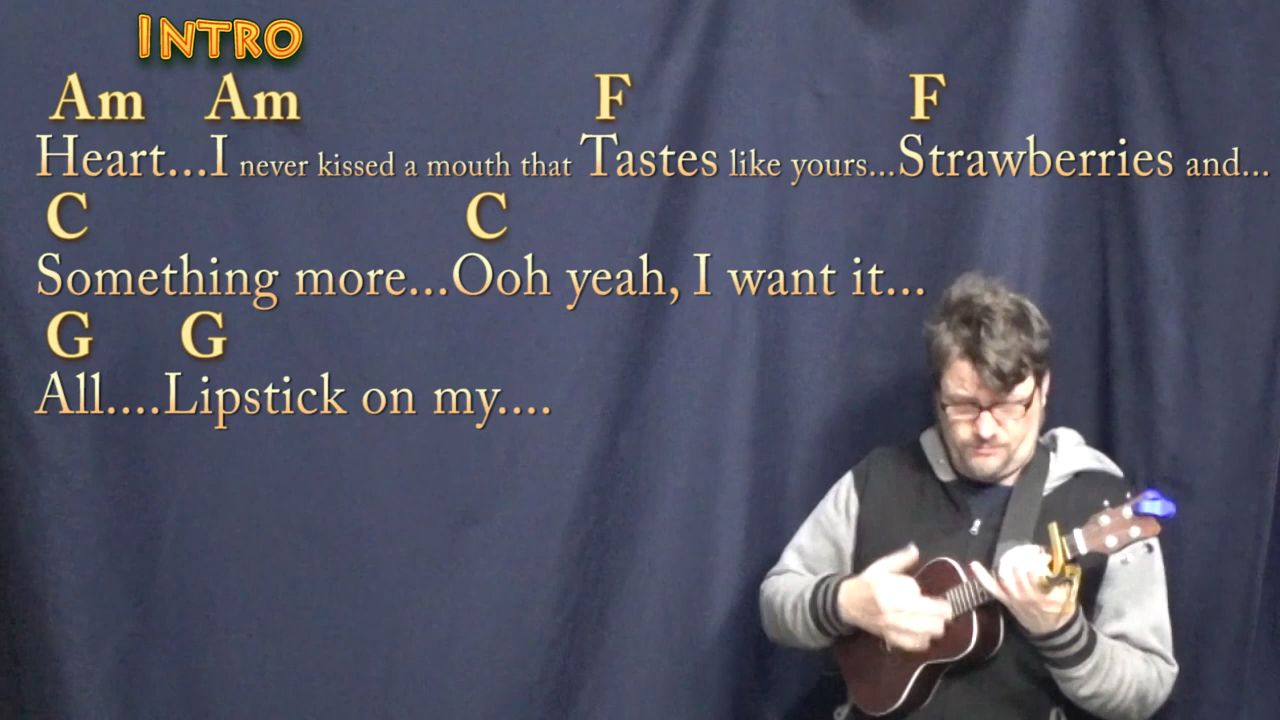 INTRO
Am Am F F
Heart...I never kissed a mouth that Tastes like yours...Strawberries and...
C C
Something more...Ooh yeah, I want it...
G G
All....Lipstick on my....